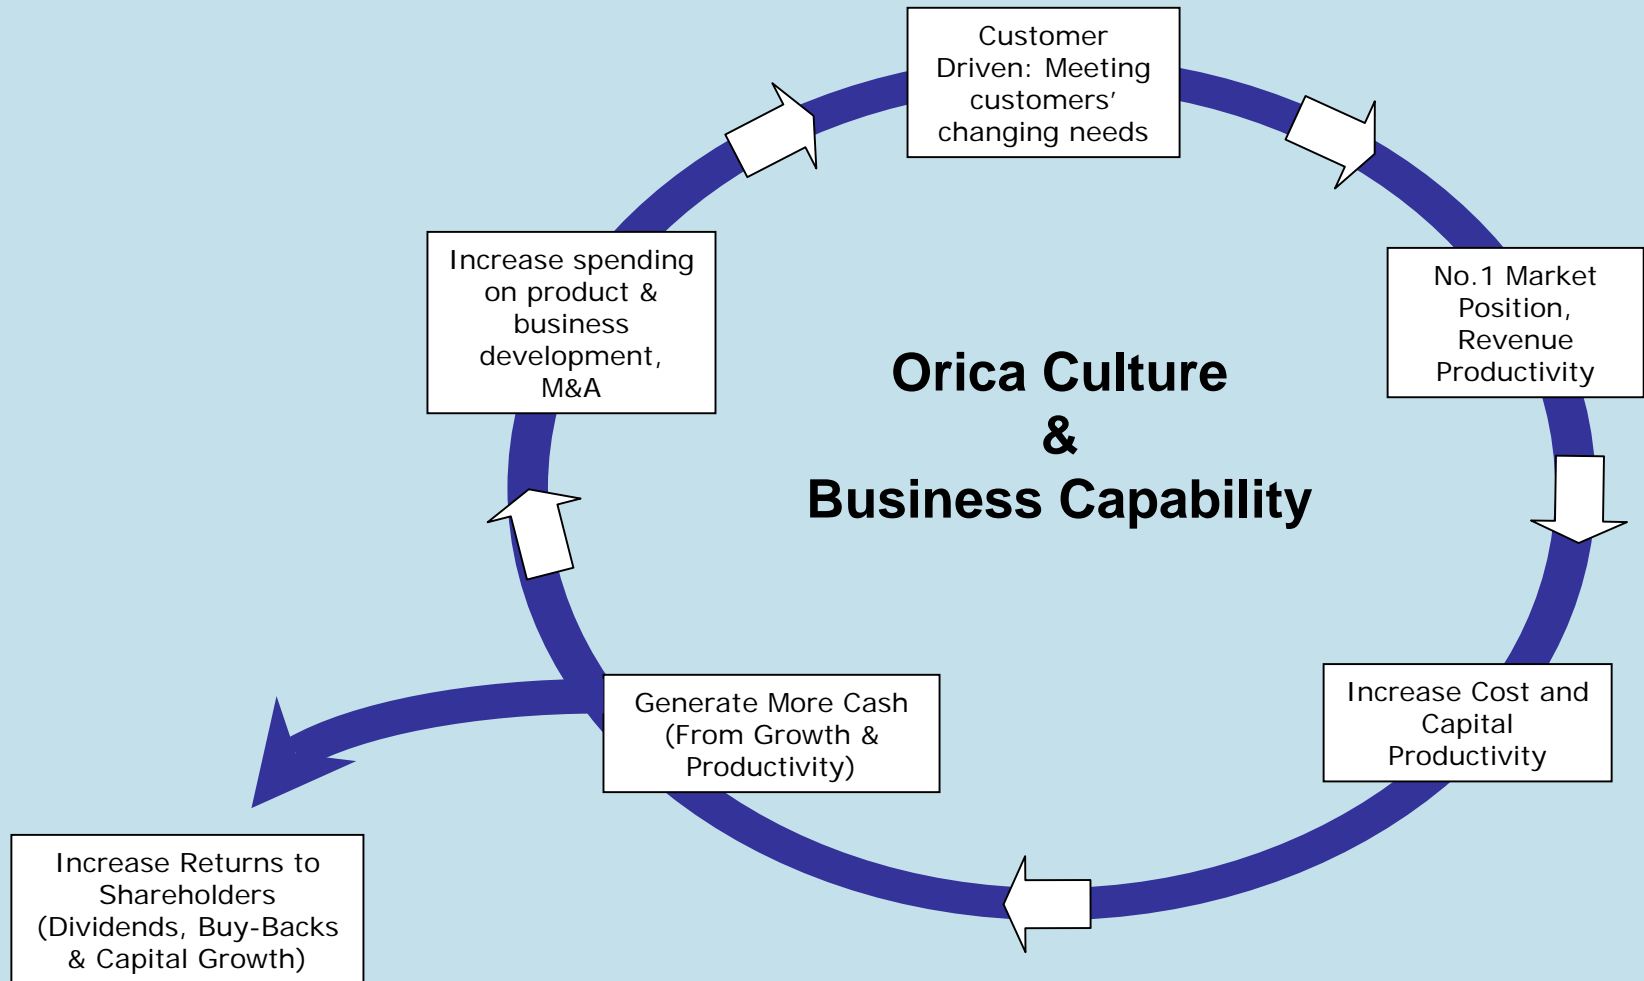 Customer
Driven: Meeting
customers’
changing needs
No.1 Market
Position,
Revenue
Productivity
Increase Cost and
Capital
Productivity
Generate More Cash
(From Growth &
Productivity)
Increase Returns to
Shareholders
(Dividends, Buy-Backs
& Capital Growth)
Increase spending
on product &
business
development,
M&A
Orica Culture
&
Business Capability